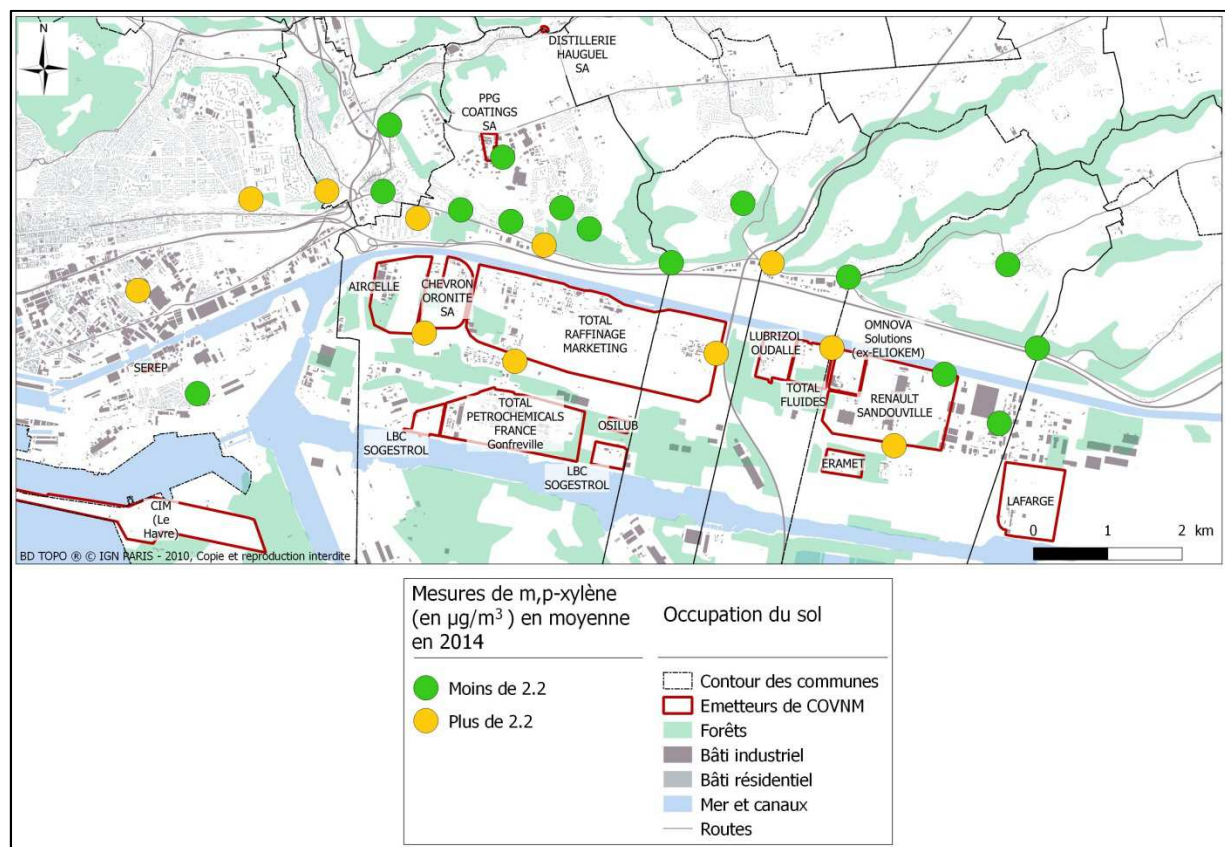 N
DISTILLERIE
HAUGUEL
SA
PPG
COATINGS
SA
AIRCELLE
CHEVRON
ORONITE
SA
TOTAL
RAFFINAGE
MARKETING
LUBRIZOL
OUDALLE
OMNOVA
Solutions
(ex-ELIOKEM)
SEREP
TOTAL
FLUIDES
RENAULT
SANDOUVILLE
TOTAL
PETROCHEMICALS
FRANCE
Gonfreville
OSILUB
LBC
SOGESTROL
LBC
SOGESTROL
ERAMET
LAFARGE
CIM
(Le
Havre)
0 1 2 km
BD TOPO ® © IGN PARIS - 2010, Copie et reproduction interdite
Mesures de m,p-xylène
(en µg/m³ ) en moyenne
en 2014
Moins de 2.2
Plus de 2.2
Occupation du sol
Contour des communes
Emetteurs de COVNM
Forêts
Bâti industriel
Bâti résidentiel
Mer et canaux
Routes